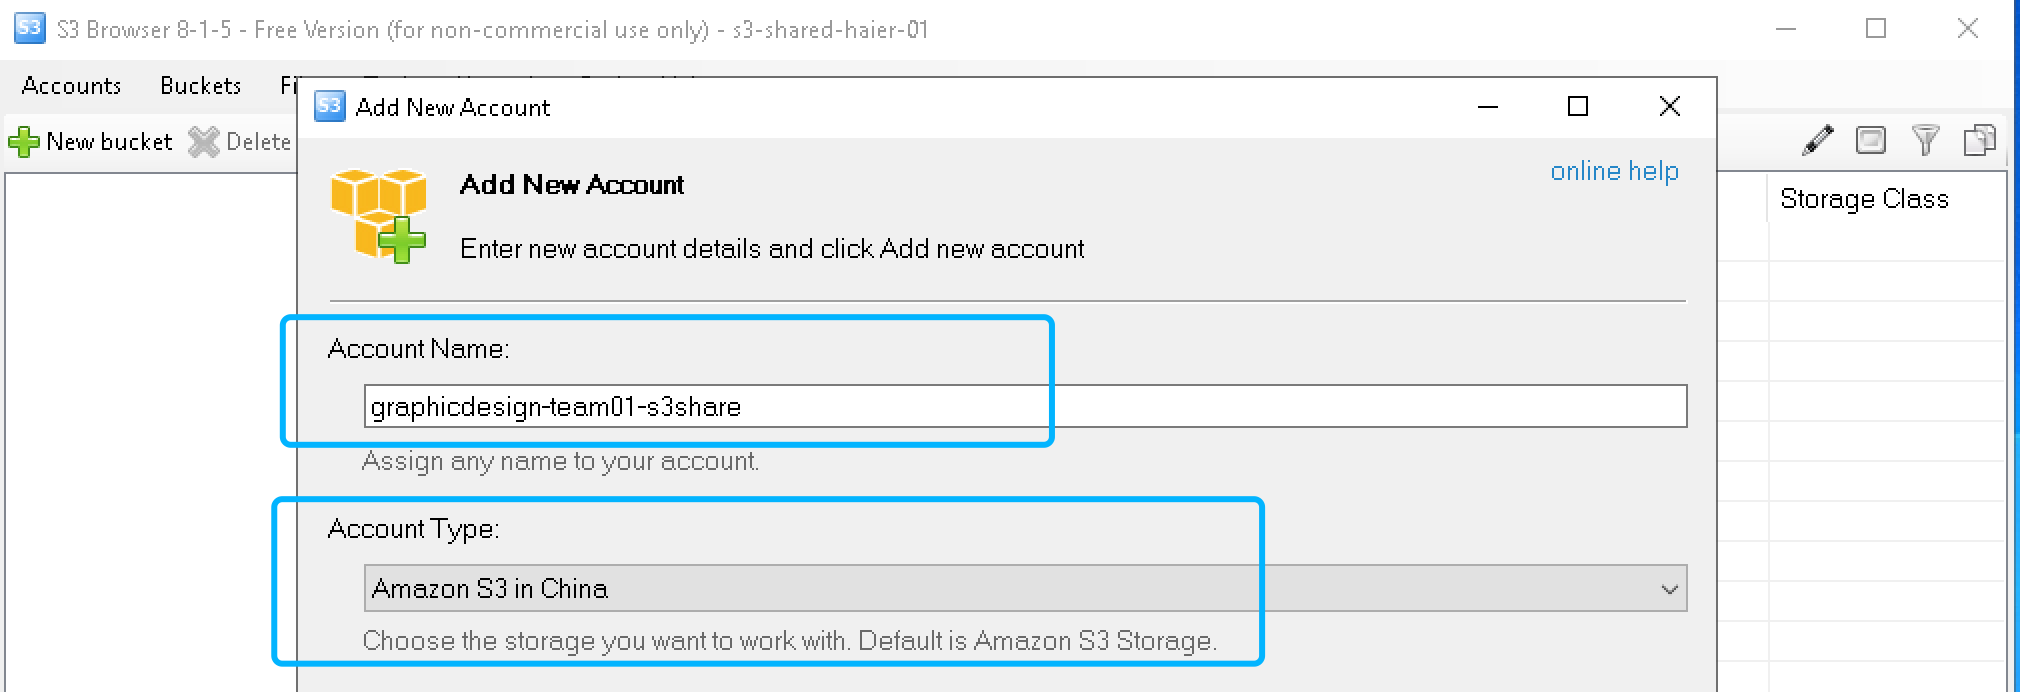 S3 S3 Browser 8-1-5 - Free Version (for non-commercial use only) - s3-shared-haier-01
Accounts Buckets
S3 Add New Account
New bucket Delete
online help
Add New Account
Storage Class
Enter new account details and click Add new account
Account Name:
graphicdesign-team01-s3share
Assign any name to your account.
Account Type:
Amazon S3 in China
Choose the storage you want to work with. Default is Amazon S3 Storage.